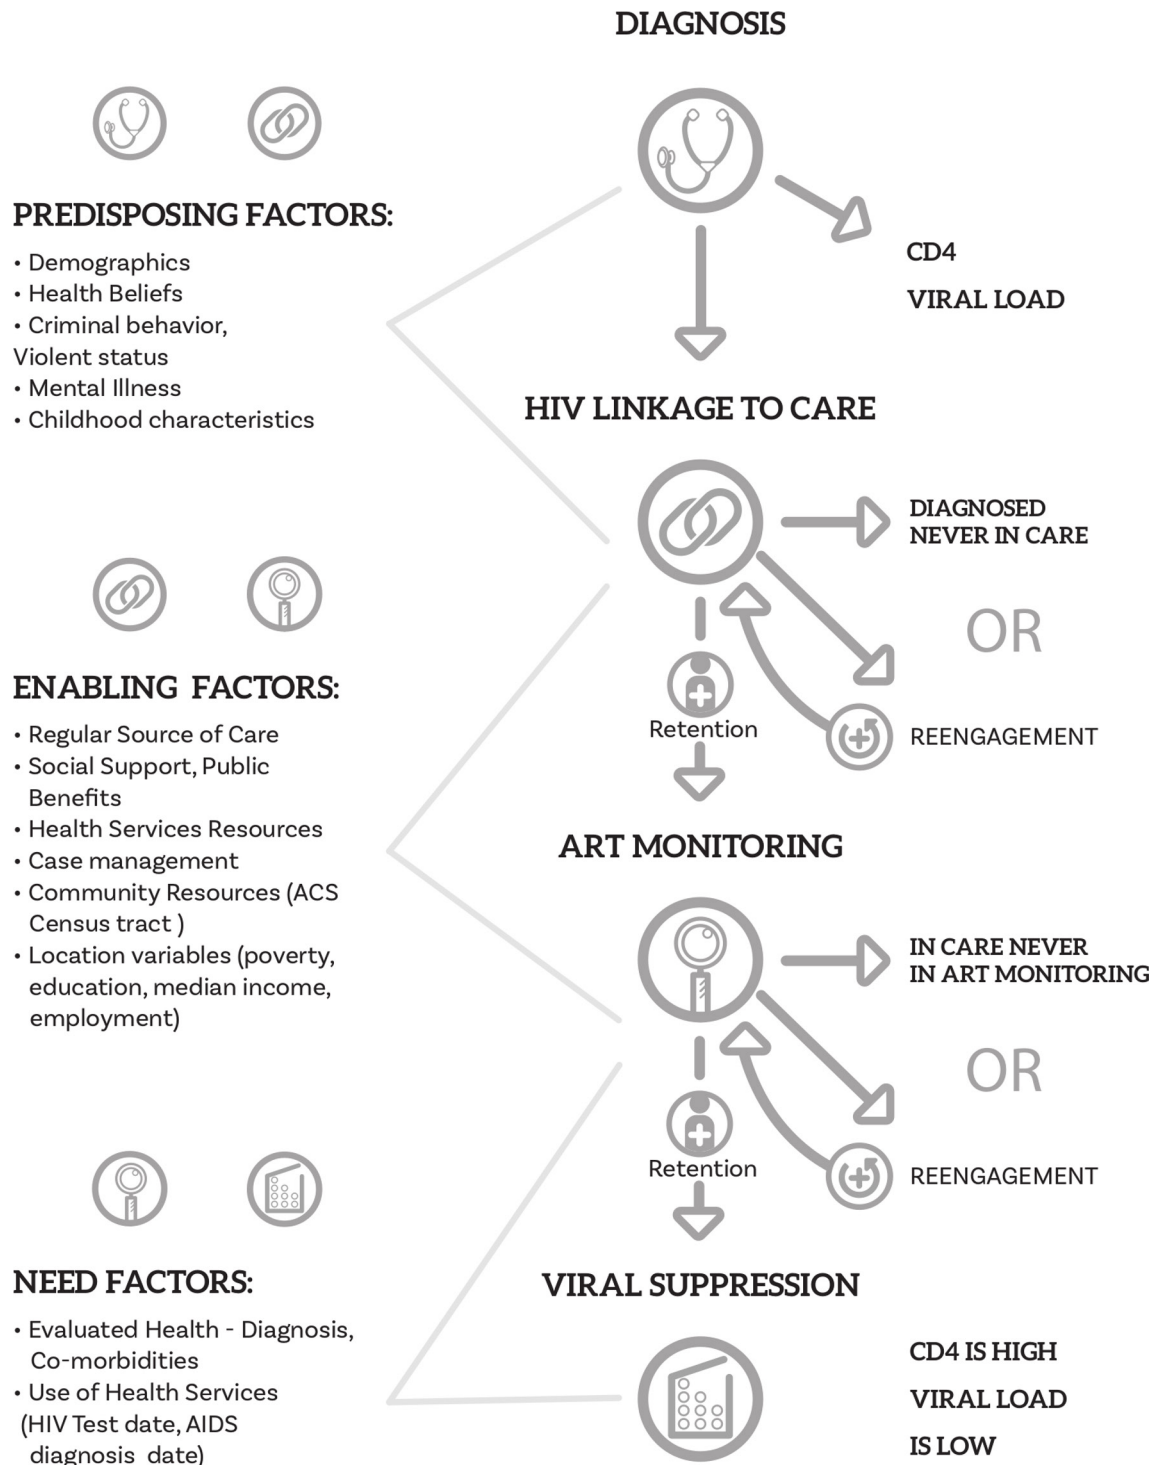 DIAGNOSIS
PREDISPOSING FACTORS:
• Demographics
• Health Beliefs
• Criminal behavior,
Violent status
• Mental Illness
• Childhood characteristics
CD4
VIRAL LOAD
HIV LINKAGE TO CARE
DIAGNOSED
NEVER IN CARE
OR
Retention
REENGAGEMENT
ENABLING FACTORS:
• Regular Source of Care
• Social Support, Public
Benefits
• Health Services Resources
• Case management
• Community Resources (ACS
Census tract )
• Location variables (poverty,
education, median income,
employment)
ART MONITORING
IN CARE NEVER
IN ART MONITORING
OR
Retention
REENGAGEMENT
NEED FACTORS:
• Evaluated Health - Diagnosis,
Co-morbidities
• Use of Health Services
(HIV Test date, AIDS
diagnosis date)
VIRAL SUPPRESSION
CD4 IS HIGH
VIRAL LOAD
IS LOW